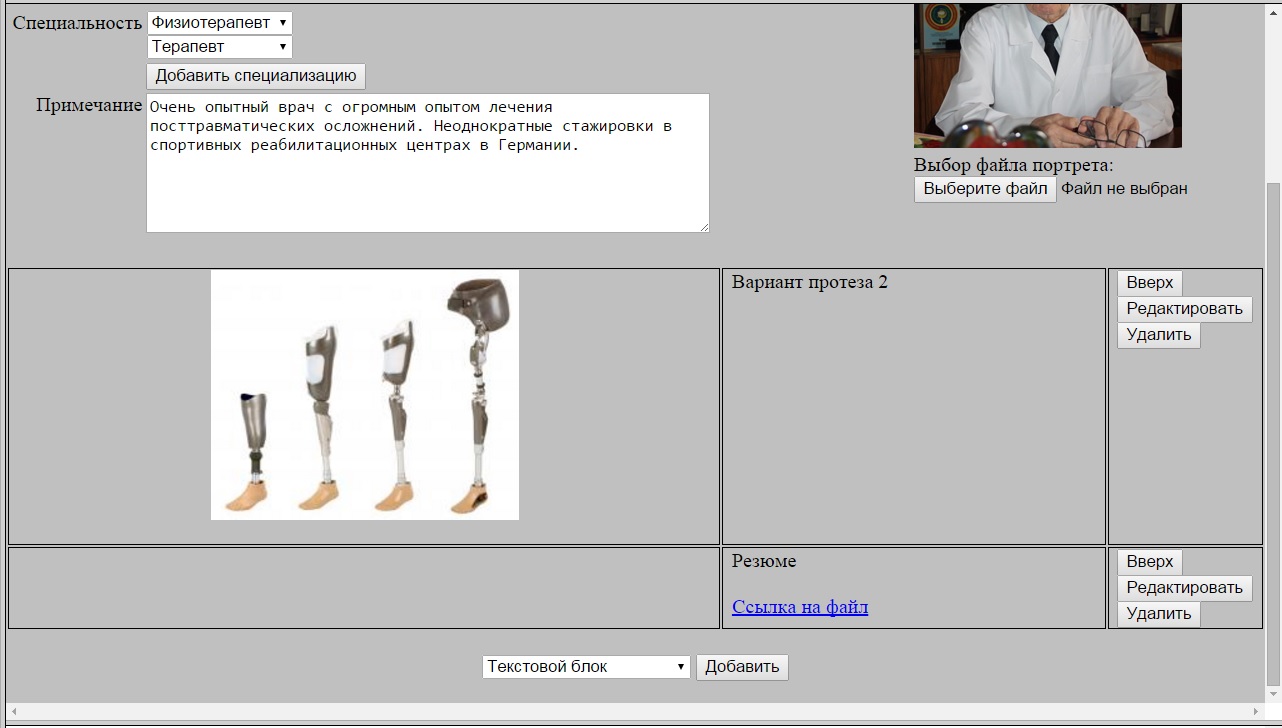 Специальность Физиотерапевт
Терапевт
Добавить специализацию
Примечание
Очень опытный врач с огромным опытом лечения
посттравматических осложнений. Неоднократные стажировки в
спортивных реабилитационных центрах в Германии.
Выбор файла портрета:
Выберите файл Файл не выбран
Вариант протеза 2
Вверх
Редактировать
Удалить
Резюме
Ссылка на файл
Вверх
Редактировать
Удалить
Текстовой блок Добавить